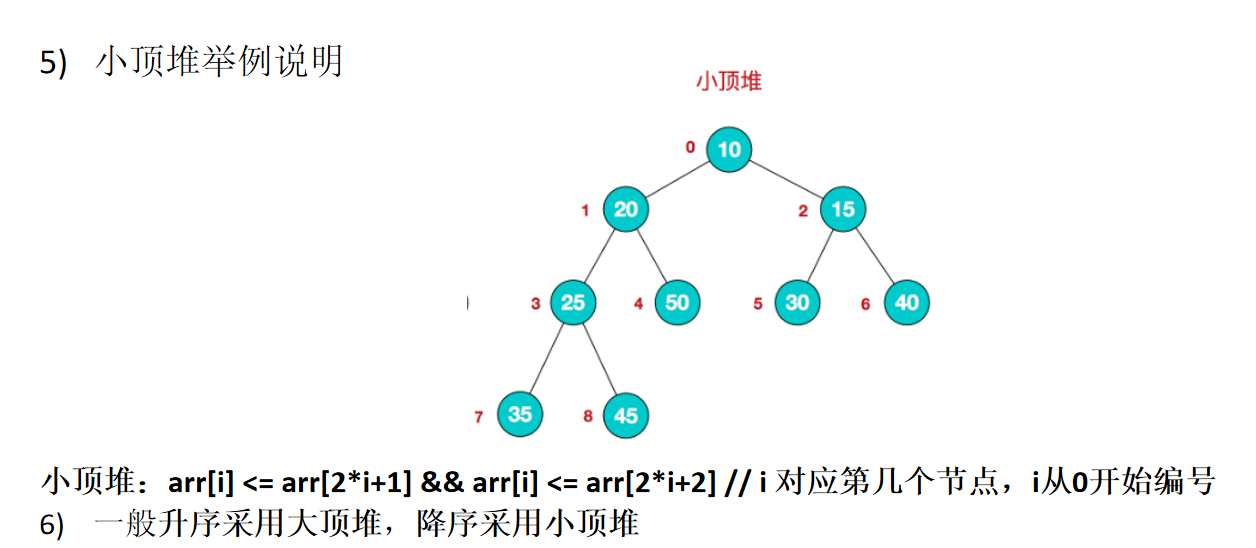 5) 小顶堆举例说明
小顶堆
0 10
1 20 2 15
3 25 4 50 5 30 6 40
7 35 8 45
小顶堆：arr[i] <= arr[2*i+1] && arr[i] <= arr[2*i+2] // i 对应第几个节点，i从0开始编号
6) 一般升序采用大顶堆，降序采用小顶堆